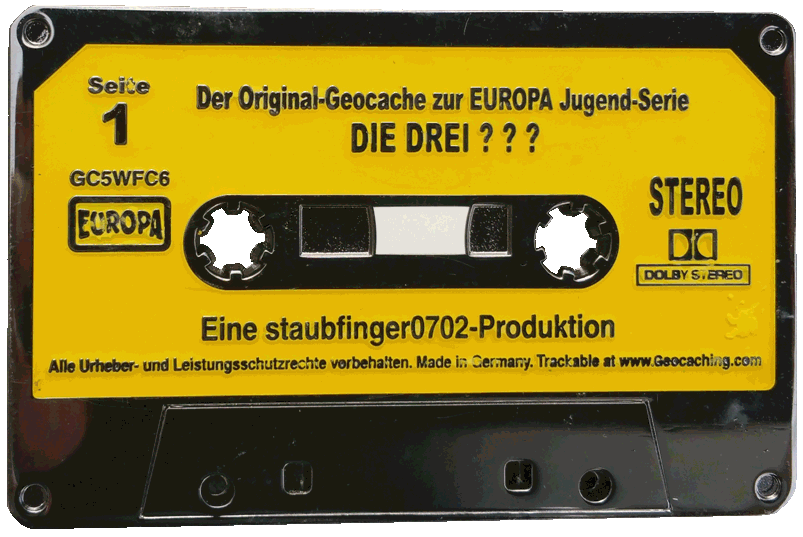 Seite
1
Der Original-Geocache zur EUROPA Jugend-Serie
DIE DREI ? ? ?
GC5WFC6
EUROPA
STEREO
DOLBY STEREO
Eine staubfinger0702-Produktion
Alle Urheber- und Leistungsschutzrechte vorbehalten. Made in Germany. Trackable at www.Geocaching.com